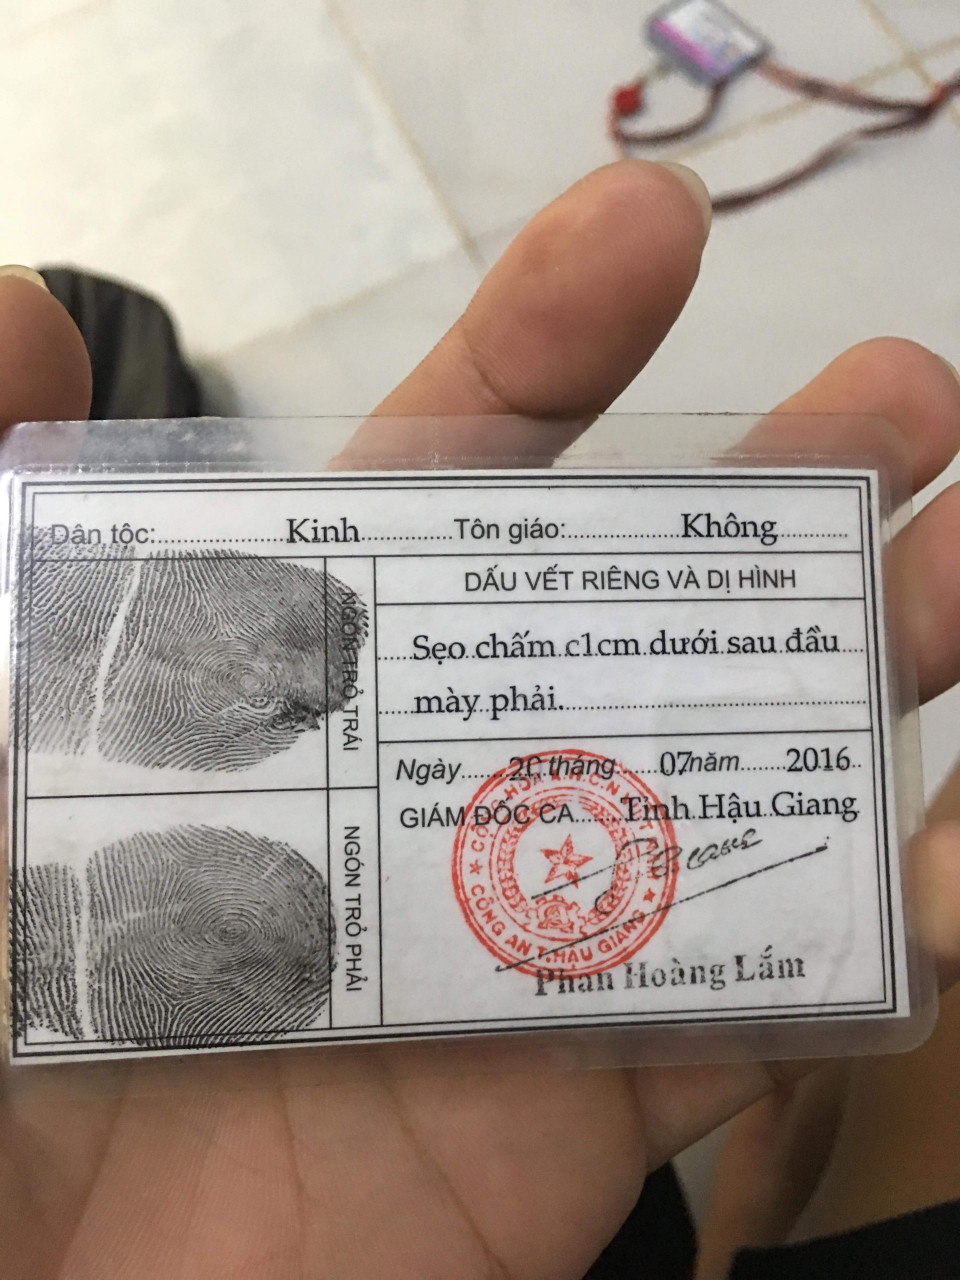 Dân tộc: Kinh Tôn giáo: Không
DẤU VẾT RIÊNG VÀ DỊ HÌNH
NGÓN TRỎ TRÁI
Sẹo chấm c1cm dưới sau đầu
mày phải.
Ngày 20 tháng 07 năm 2016
GIÁM ĐỐC CA Tỉnh Hậu Giang
NGÓN TRỎ PHẢI
CÔNG AN T.HẬU GIANG
Phan Hoàng Lắm